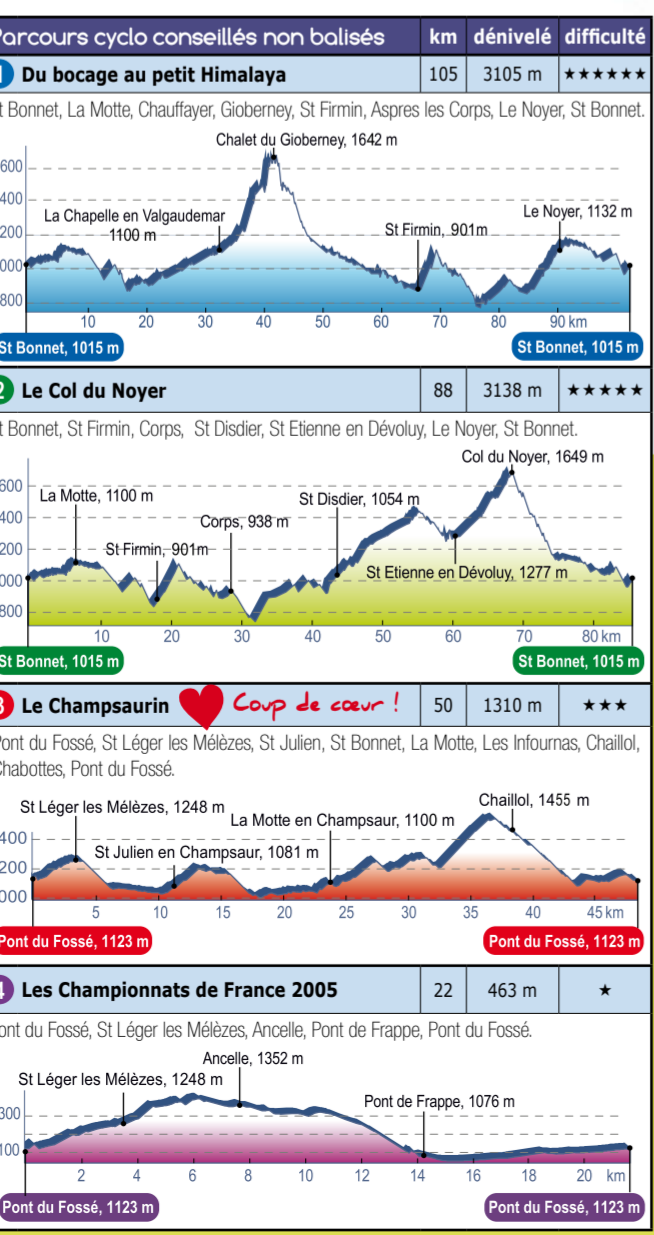 Parcours cyclo conseillés non balisés km dénivelé difficulté
1 Du bocage au petit Himalaya 105 3105 m ★★★★★★
St Bonnet, La Motte, Chauffayer, Gioberney, St Firmin, Aspres les Corps, Le Noyer, St Bonnet.
Chalet du Gioberney, 1642 m
600
400
La Chapelle en Valgaudemar
1100 m
Le Noyer, 1132 m
St Firmin, 901m
200
000
800
10 20 30 40 50 60 70 80 90 km
St Bonnet, 1015 m St Bonnet, 1015 m
2 Le Col du Noyer 88 3138 m ★★★★★
St Bonnet, St Firmin, Corps, St Disdier, St Etienne en Dévoluy, Le Noyer, St Bonnet.
Col du Noyer, 1649 m
600
La Motte, 1100 m St Disdier, 1054 m
400
Corps, 938 m
St Firmin, 901m
200
St Etienne en Dévoluy, 1277 m
000
800
10 20 30 40 50 60 70 80 km
St Bonnet, 1015 m St Bonnet, 1015 m
3 Le Champsaurin Coup de cœur ! 50 1310 m ★★★
Pont du Fossé, St Léger les Mélèzes, St Julien, St Bonnet, La Motte, Les Infournas, Chaillol,
Chabottes, Pont du Fossé.
Chaillol, 1455 m
St Léger les Mélèzes, 1248 m
La Motte en Champsaur, 1100 m
400
St Julien en Champsaur, 1081 m
200
000
5 10 15 20 25 30 35 40 45 km
Pont du Fossé, 1123 m Pont du Fossé, 1123 m
4 Les Championnats de France 2005 22 463 m ★
Pont du Fossé, St Léger les Mélèzes, Ancelle, Pont de Frappe, Pont du Fossé.
Ancelle, 1352 m
St Léger les Mélèzes, 1248 m
Pont de Frappe, 1076 m
300
100
2 4 6 8 10 12 14 16 18 20 km
Pont du Fossé, 1123 m Pont du Fossé, 1123 m